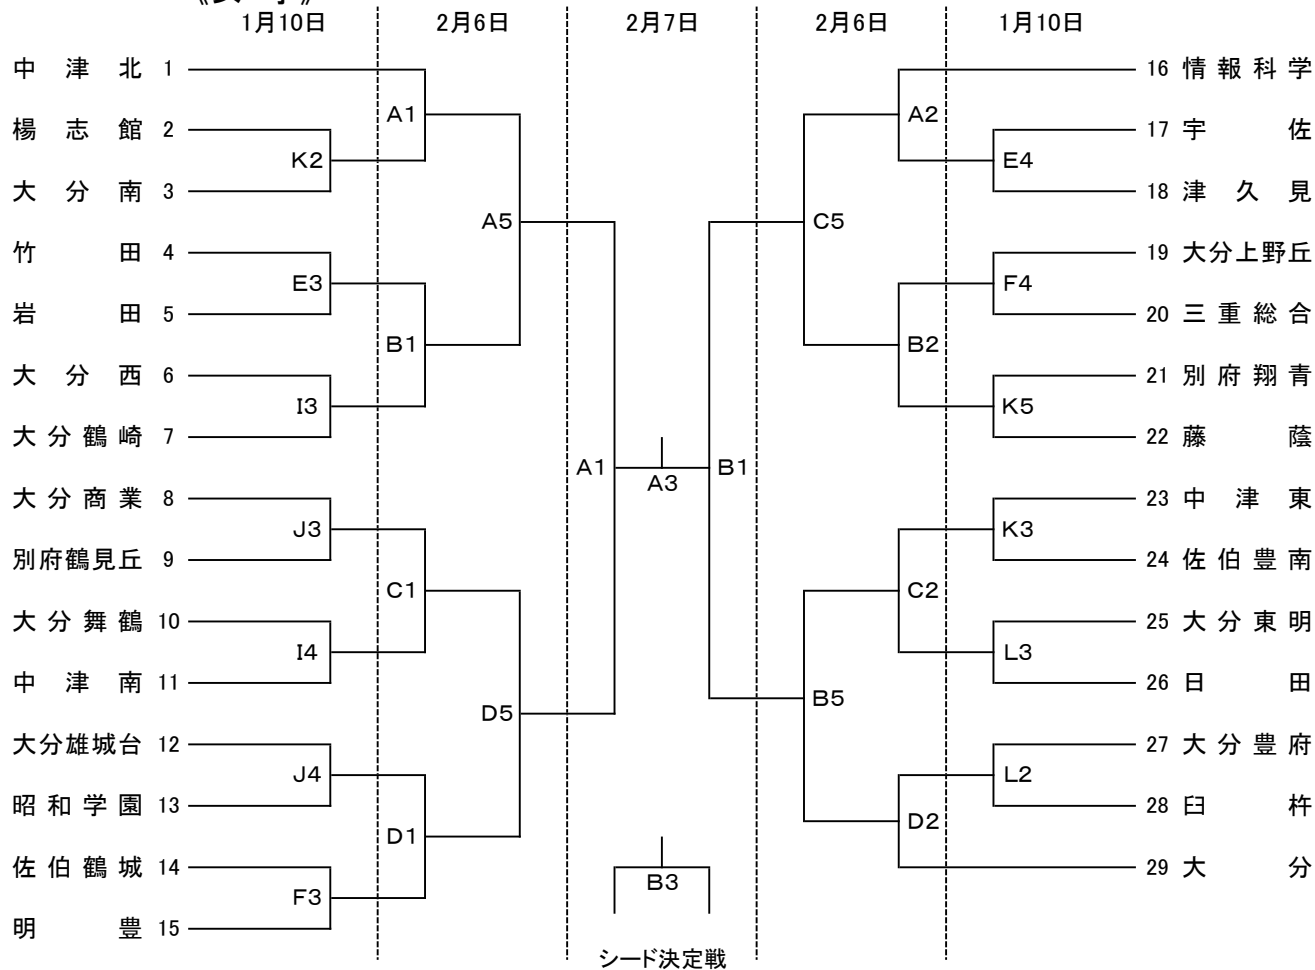 1月10日 2月6日 2月7日 2月6日 1月10日
中津北 1 16 情報科学
A1 A2
楊志館 2 17 宇佐
K2 E4
大分南 3 18 津久見
A5 C5
竹田 4 19 大分上野丘
E3 F4
岩田 5 20 三重総合
B1 B2
大分西 6 21 別府翔青
I3 K5
大分鶴崎 7 22 藤蔭
A1 A3 B1
大分商業 8 23 中津東
J3 K3
別府鶴見丘 9 24 佐伯豊南
C1 C2
大分舞鶴 10 25 大分東明
I4 L3
中津南 11 26 日田
D5 B5
大分雄城台 12 27 大分豊府
J4 L2
昭和学園 13 28 臼杵
D1 D2
佐伯鶴城 14 29 大分
F3 B3
明豊 15
シード決定戦